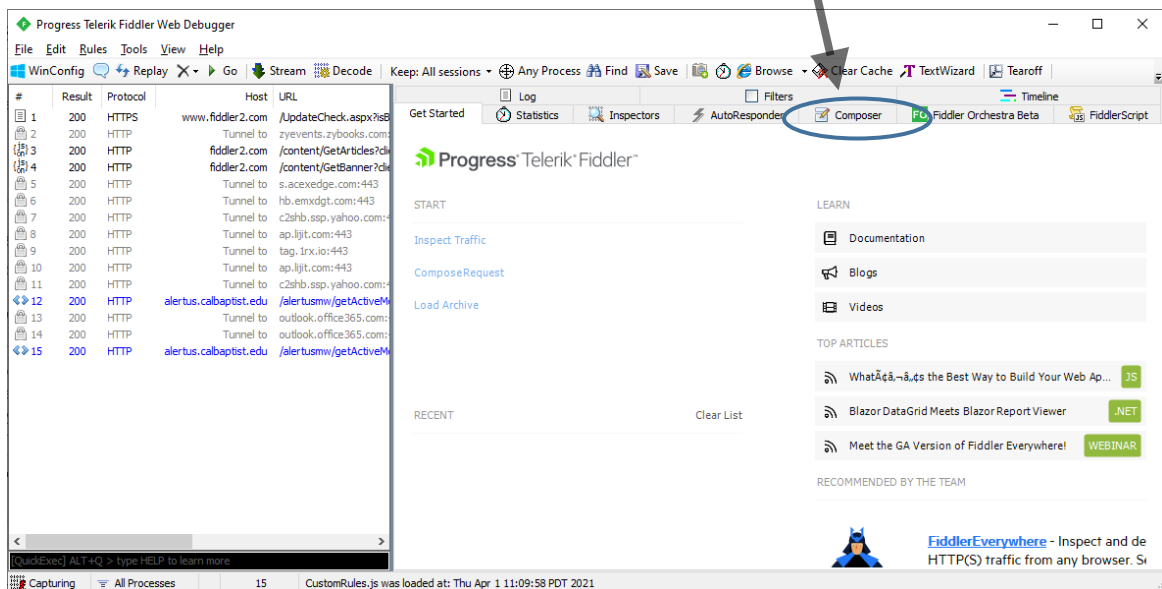 Progress Telerik Fiddler Web Debugger
File Edit Rules Tools View Help
WinConfig Replay Go Stream Decode Keep: All sessions Any Process Find Save Browse Clear Cache TextWizard Tearoff
Log Filters Timeline
Get Started Statistics Inspectors AutoResponder Composer FO Fiddler Orchestra Beta FiddlerScript
# Result Protocol Host URL
1 200 HTTPS www.fiddler2.com /UpdateCheck.aspx?isB
2 200 HTTP Tunnel to zyevents.zybooks.com:
3 200 HTTP fiddler2.com /content/GetArticles?clie
4 200 HTTP fiddler2.com /content/GetBanner?clie
5 200 HTTP Tunnel to s.acexedge.com:443
6 200 HTTP Tunnel to hb.emxdgt.com:443
7 200 HTTP Tunnel to c2shb.ssp.yahoo.com:4
8 200 HTTP Tunnel to ap.lijit.com:443
9 200 HTTP Tunnel to tag.1rx.io:443
10 200 HTTP Tunnel to ap.lijit.com:443
11 200 HTTP Tunnel to c2shb.ssp.yahoo.com:4
12 200 HTTP alertus.calbaptist.edu /alertusmw/getActiveMe
13 200 HTTP Tunnel to outlook.office365.com:
14 200 HTTP Tunnel to outlook.office365.com:
15 200 HTTP alertus.calbaptist.edu /alertusmw/getActiveMe
Progress Telerik Fiddler
START
Inspect Traffic
Compose Request
Load Archive
RECENT Clear List
LEARN
Documentation
Blogs
Videos
TOP ARTICLES
WhatÃ¢â‚¬â„¢s the Best Way to Build Your Web Ap... JS
Blazor DataGrid Meets Blazor Report Viewer .NET
Meet the GA Version of Fiddler Everywhere! WEBINAR
RECOMMENDED BY THE TEAM
FiddlerEverywhere - Inspect and de
HTTP(S) traffic from any browser. Se
[QuickExec] ALT+Q > type HELP to learn more
Capturing All Processes 15 CustomRules.js was loaded at: Thu Apr 1 11:09:58 PDT 2021